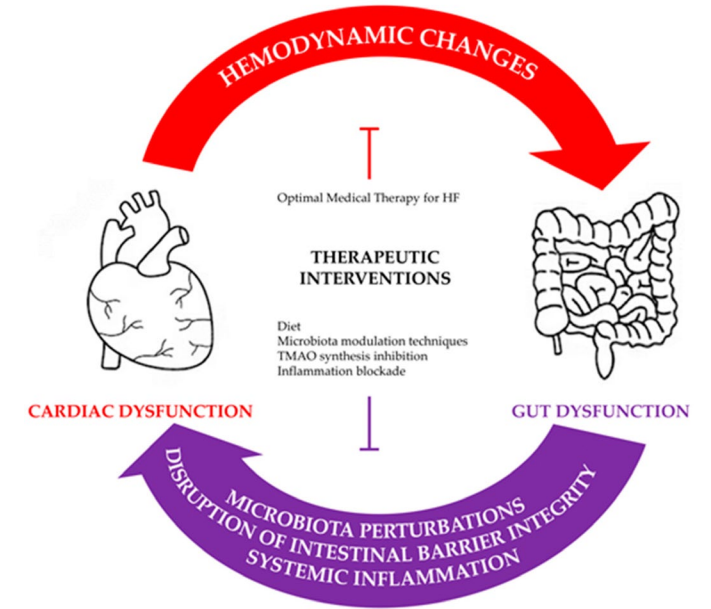 HEMODYNAMIC CHANGES
Optimal Medical Therapy for HF
THERAPEUTIC
INTERVENTIONS
Diet
Microbiota modulation techniques
TMAO synthesis inhibition
Inflammation blockade
CARDIAC DYSFUNCTION
GUT DYSFUNCTION
MICROBIOTA PERTURBATIONS
DISRUPTION OF INTESTINAL BARRIER INTEGRITY
SYSTEMIC INFLAMMATION